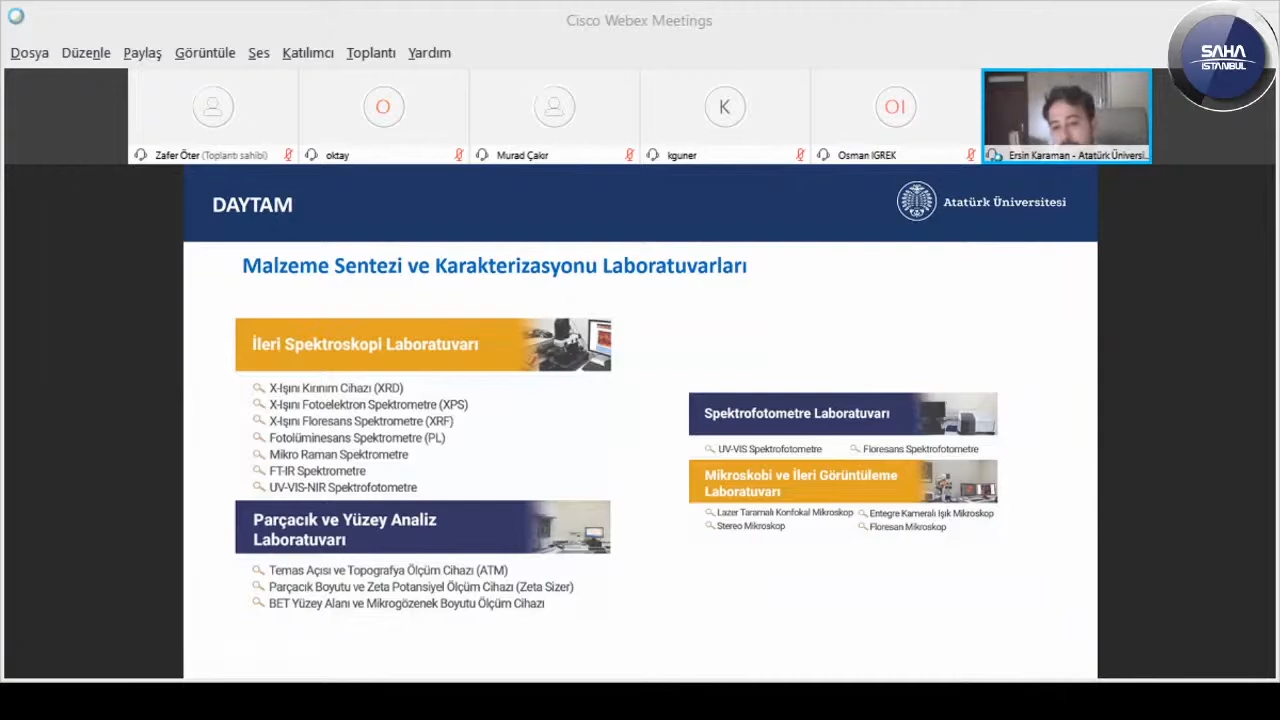 Cisco Webex Meetings
Dosya Düzenle Paylaş Görüntüle Ses Katılımcı Toplantı Yardım
SAHA
İSTANBUL
O
K
OI
Zafer Öter (Toplantı sahibi)
oktay
Murad Çakır
kguner
Osman IGREK
Ersin Karaman - Atatürk Üniversi...
DAYTAM
Atatürk Üniversitesi
Malzeme Sentezi ve Karakterizasyonu Laboratuvarları
İleri Spektroskopi Laboratuvarı
X-Işını Kırınım Cihazı (XRD)
X-Işını Fotoelektron Spektrometre (XPS)
X-Işını Floresans Spektrometre (XRF)
Fotolüminesans Spektrometre (PL)
Mikro Raman Spektrometre
FT-IR Spektrometre
UV-VIS-NIR Spektrofotometre
Parçacık ve Yüzey Analiz
Laboratuvarı
Temas Açısı ve Topografya Ölçüm Cihazı (ATM)
Parçacık Boyutu ve Zeta Potansiyel Ölçüm Cihazı (Zeta Sizer)
BET Yüzey Alanı ve Mikrogözenek Boyutu Ölçüm Cihazı
Spektrofotometre Laboratuvarı
UV-VIS Spektrofotometre
Floresans Spektrofotometre
Mikroskobi ve İleri Görüntüleme
Laboratuvarı
Lazer Taramalı Konfokal Mikroskop
Entegre Kameralı Işık Mikroskop
Stereo Mikroskop
Floresan Mikroskop